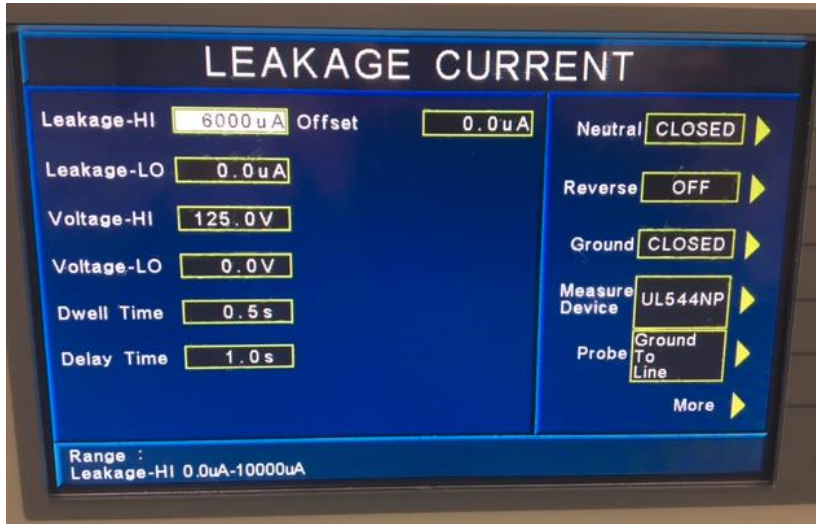 LEAKAGE CURRENT
Leakage-HI 6000uA Offset 0.0uA
Leakage-LO 0.0uA
Voltage-HI 125.0V
Voltage-LO 0.0V
Dwell Time 0.5s
Delay Time 1.0s
Neutral CLOSED
Reverse OFF
Ground CLOSED
Measure
Device UL544NP
Probe Ground
To
Line
More
Range :
Leakage-HI 0.0uA-10000uA